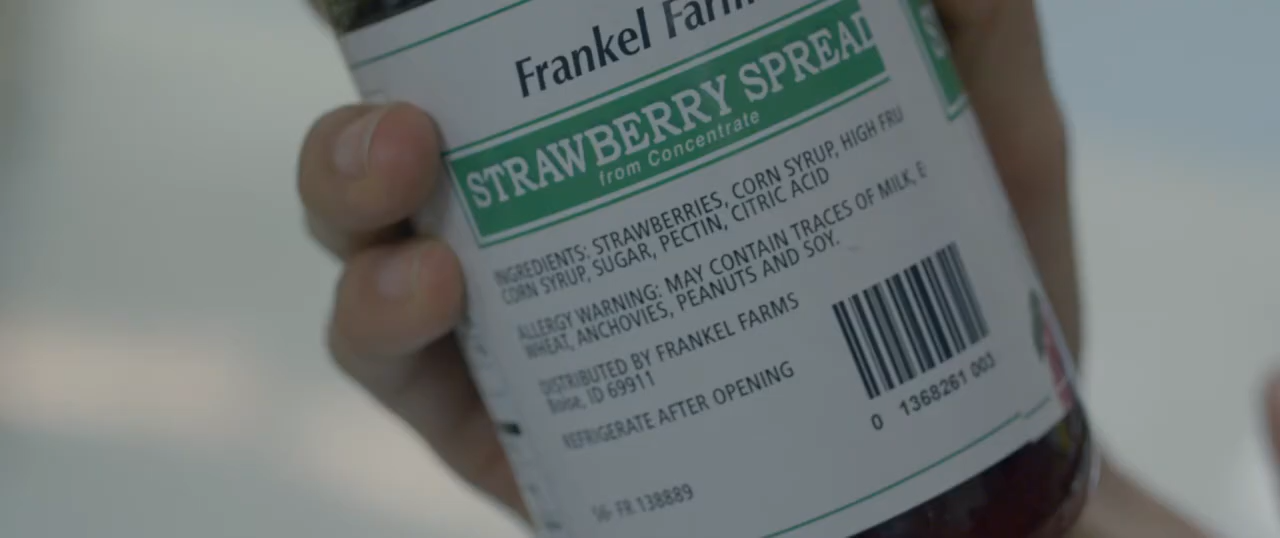 Frankel Farm
STRAWBERRY SPREAD
from Concentrate
INGREDIENTS: STRAWBERRIES, CORN SYRUP, HIGH FRU
CORN SYRUP, SUGAR, PECTIN, CITRIC ACID
ALLERGY WARNING: MAY CONTAIN TRACES OF MILK,
WHEAT, ANCHOVIES, PEANUTS AND SOY.
DISTRIBUTED BY FRANKEL FARMS
Boise, ID 69911
REFRIGERATE AFTER OPENING
0 1368261 003
FR 138889